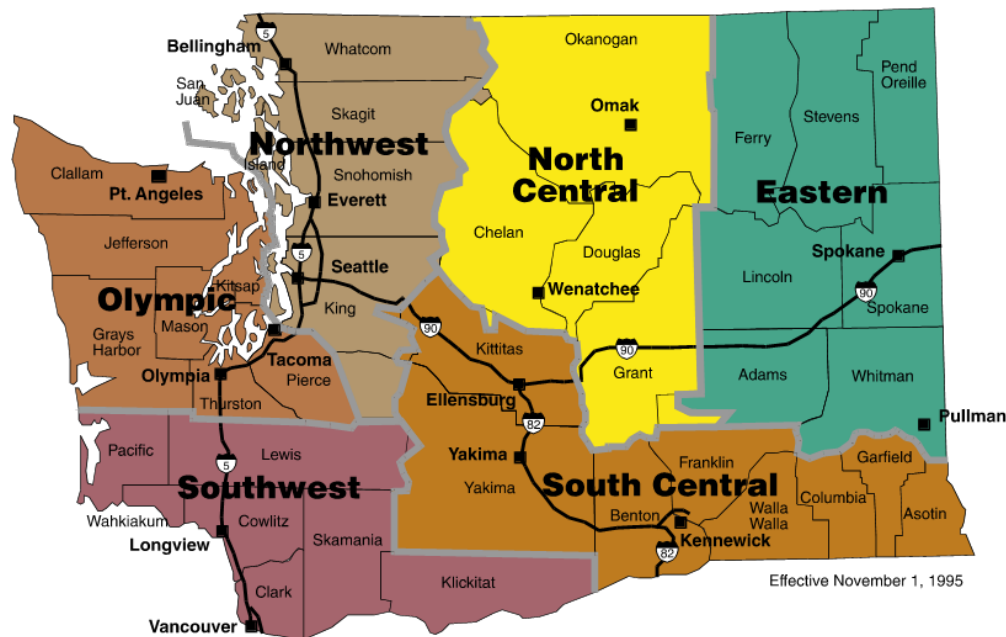 5
Bellingham
Whatcom
San
Juan
Skagit
Northwest
Island
Snohomish
Everett
5
Seattle
King
Okanogan
Omak
North
Central
Chelan
Douglas
Wenatchee
Grant
90
Pend
Oreille
Stevens
Ferry
Eastern
Spokane
Lincoln
90
Spokane
Adams
Whitman
Pullman
Clallam
Pt. Angeles
Jefferson
Kitsap
Olympic
Mason
Grays
Harbor
Tacoma
Pierce
Olympia
Thurston
90
Kittitas
Ellensburg
82
Yakima
Yakima
South Central
Franklin
Benton
Walla
Walla
Kennewick
82
Columbia
Garfield
Asotin
Pacific
5
Lewis
Southwest
Wahkiakum
Cowlitz
Longview
Skamania
Clark
Klickitat
Vancouver
Effective November 1, 1995